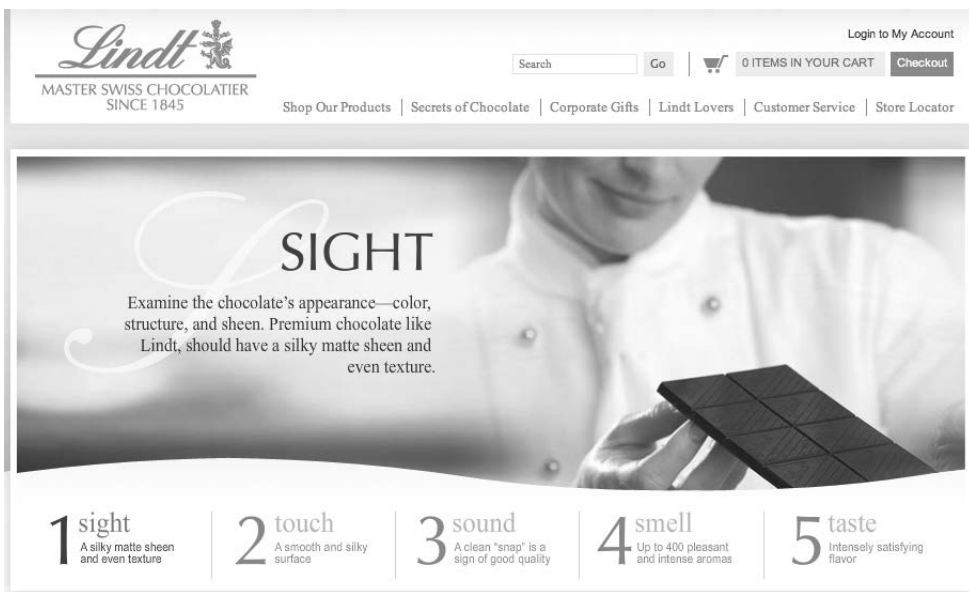 Lindt
MASTER SWISS CHOCOLATIER
SINCE 1845
Login to My Account
Search
Go
0 ITEMS IN YOUR CART
Checkout
Shop Our Products
Secrets of Chocolate
Corporate Gifts
Lindt Lovers
Customer Service
Store Locator
SIGHT
Examine the chocolate’s appearance—color,
structure, and sheen. Premium chocolate like
Lindt, should have a silky matte sheen and
even texture.
1 sight
A silky matte sheen
and even texture
2 touch
A smooth and silky
surface
3 sound
A clean “snap” is a
sign of good quality
4 smell
Up to 400 pleasant
and intense aromas
5 taste
Intensely satisfying
flavor